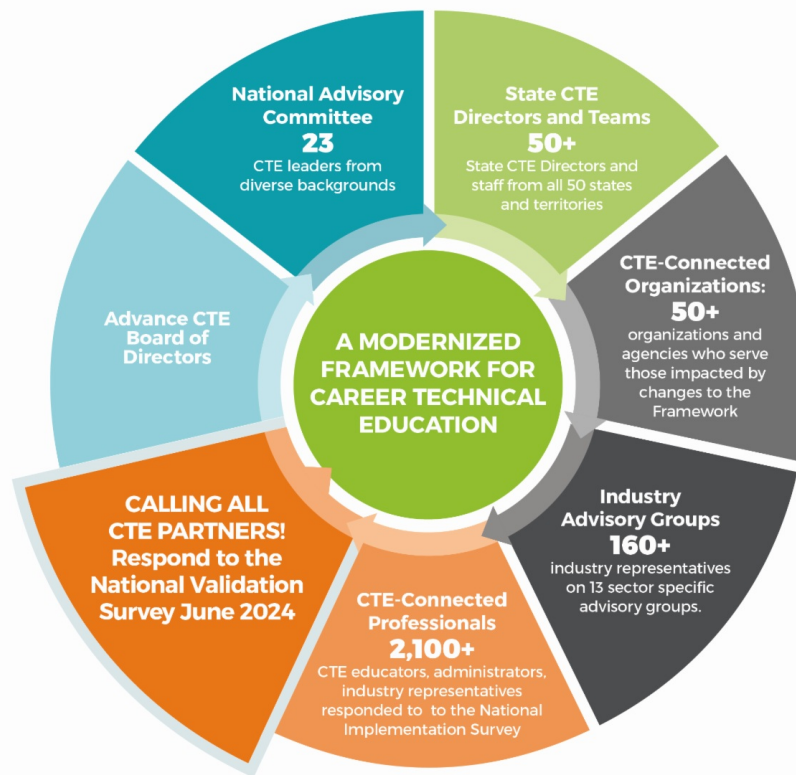 National Advisory
Committee
23
CTE leaders from
diverse backgrounds
State CTE
Directors and Teams
50+
State CTE Directors and
staff from all 50 states
and territories
CTE-Connected
Organizations:
50+
organizations and
agencies who serve
those impacted by
changes to the
Framework
Industry
Advisory Groups
160+
industry representatives
on 13 sector specific
advisory groups.
CTE-Connected
Professionals
2,100+
CTE educators, administrators,
industry representatives
responded to to the National
Implementation Survey
CALLING ALL
CTE PARTNERS!
Respond to the
National Validation
Survey June 2024
Advance CTE
Board of
Directors
A MODERNIZED
FRAMEWORK FOR
CAREER TECHNICAL
EDUCATION